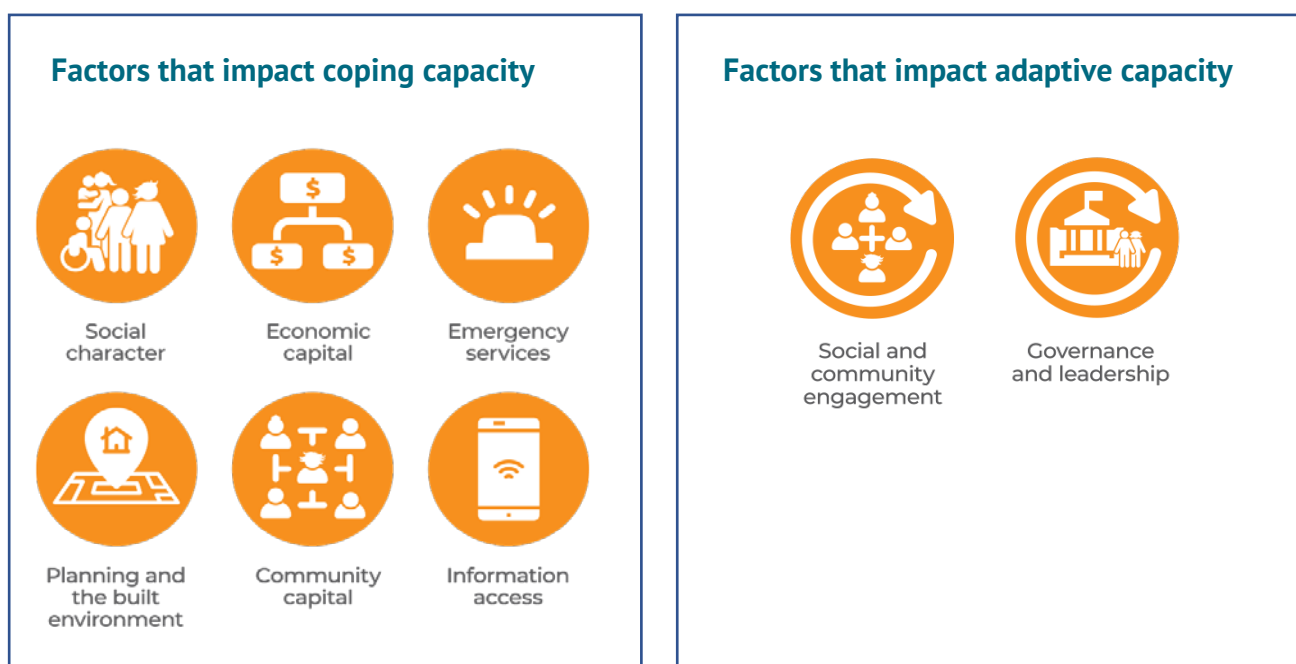 Factors that impact coping capacity
$
$
$
Social
character
Economic
capital
Emergency
services
Planning and
the built
environment
Community
capital
Information
access
Factors that impact adaptive capacity
Social and
community
engagement
Governance
and leadership